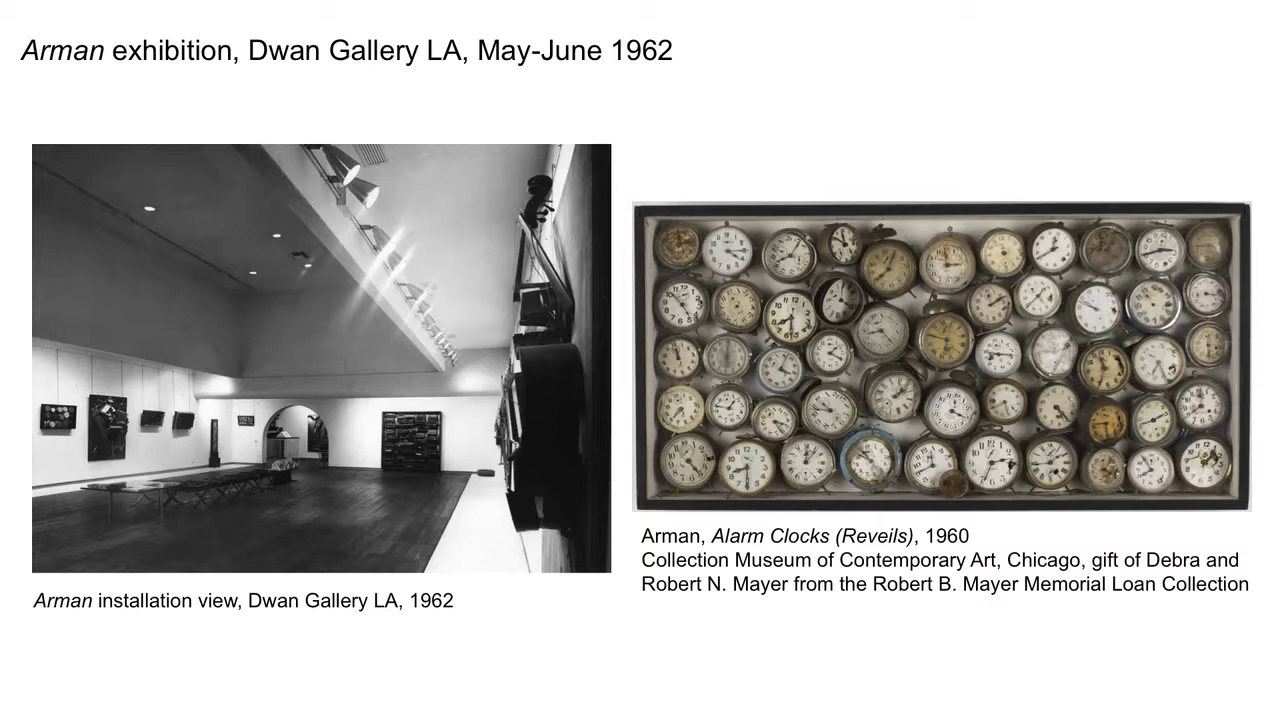 Arman exhibition, Dwan Gallery LA, May-June 1962
Arman installation view, Dwan Gallery LA, 1962
Arman, Alarm Clocks (Reveils), 1960
Collection Museum of Contemporary Art, Chicago, gift of Debra and
Robert N. Mayer from the Robert B. Mayer Memorial Loan Collection